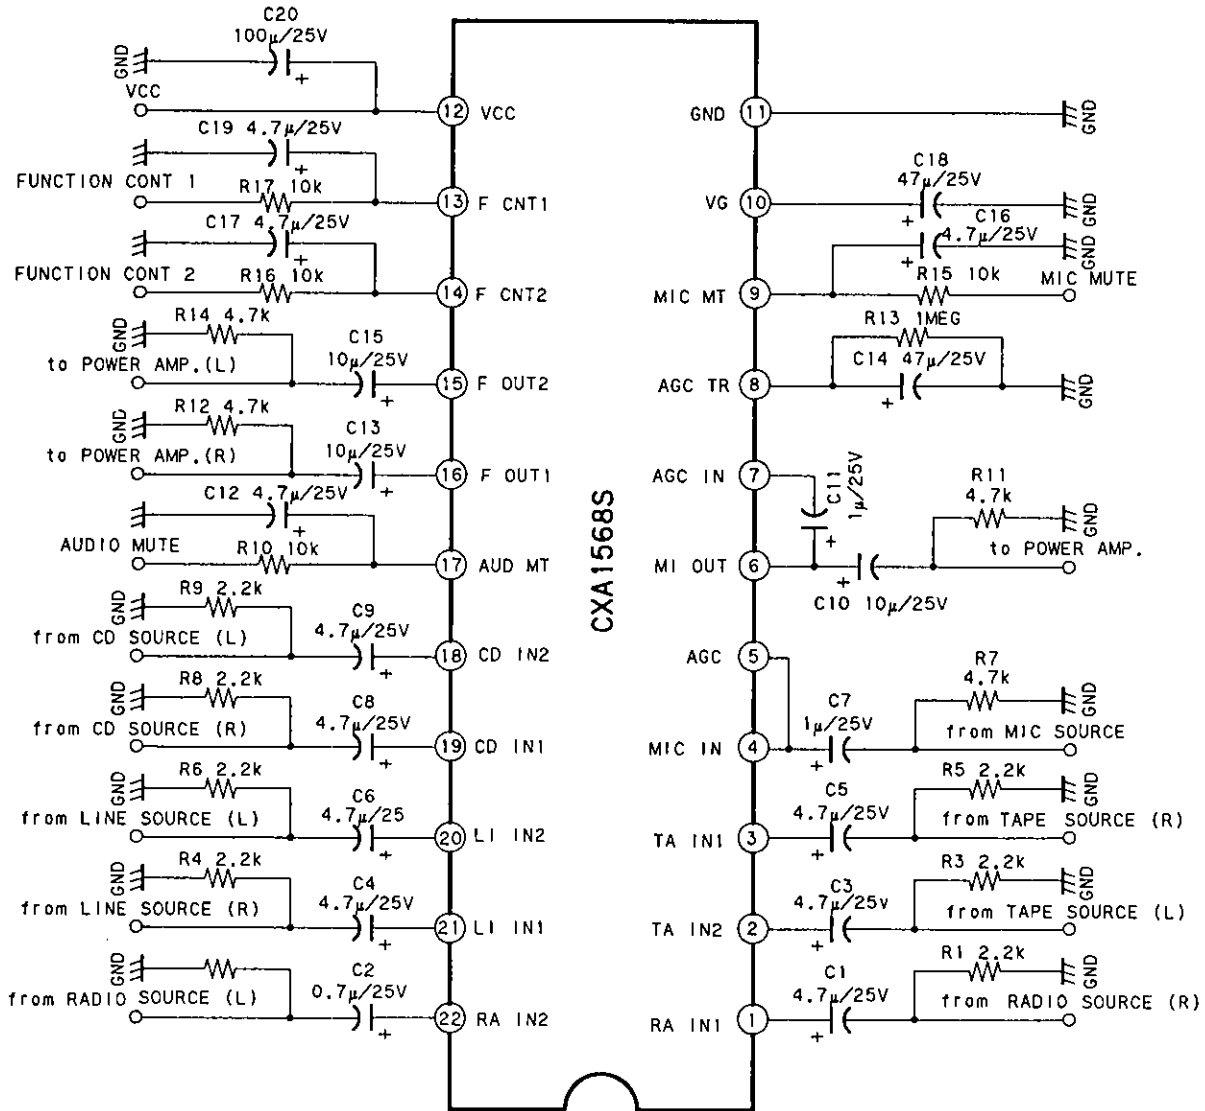 C20
100μ/25V
GND
VCC
12 VCC
C19 4.7μ/25V
FUNCTION CONT 1
R17 10k
13 F CNT1
C17 4.7μ/25V
FUNCTION CONT 2
R16 10k
14 F CNT2
R14 4.7k
GND
C15
10μ/25V
to POWER AMP.(L)
15 F OUT2
R12 4.7k
GND
C13
10μ/25V
to POWER AMP.(R)
16 F OUT1
C12 4.7μ/25V
AUDIO MUTE
R10 10k
17 AUD MT
R9 2.2k
GND
C9
4.7μ/25V
from CD SOURCE (L)
18 CD IN2
R8 2.2k
GND
C8
4.7μ/25V
from CD SOURCE (R)
19 CD IN1
R6 2.2k
GND
C6
4.7μ/25
from LINE SOURCE (L)
20 LI IN2
R4 2.2k
GND
C4
4.7μ/25V
from LINE SOURCE (R)
21 LI IN1
GND
C2
0.7μ/25V
from RADIO SOURCE (L)
22 RA IN2
CXA1568S
GND 11
GND
C18
47μ/25V
VG 10
GND
C16
4.7μ/25V
GND
R15 10k
MIC MUTE
MIC MT 9
R13 1MEG
C14 47μ/25V
AGC TR 8
GND
AGC IN 7
C11
1μ/25V
R11
4.7k
GND
to POWER AMP.
MI OUT 6
C10 10μ/25V
AGC 5
R7
4.7k
GND
C7
1μ/25V
from MIC SOURCE
MIC IN 4
R5 2.2k
GND
C5
4.7μ/25V
from TAPE SOURCE (R)
TA IN1 3
R3 2.2k
GND
C3
4.7μ/25V
from TAPE SOURCE (L)
TA IN2 2
R1 2.2k
GND
C1
4.7μ/25V
from RADIO SOURCE (R)
RA IN1 1